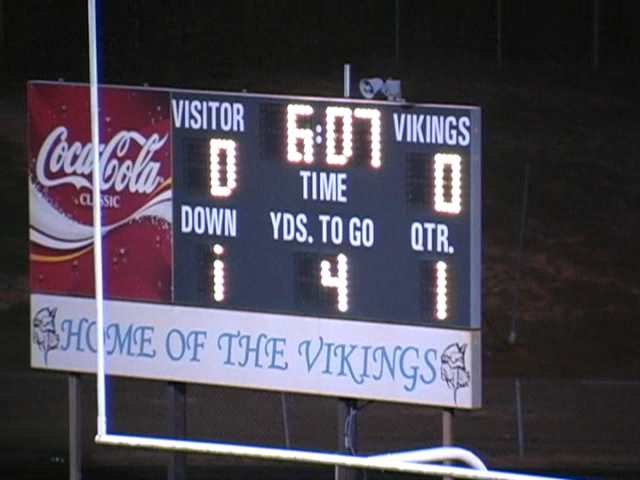 Coca-Cola
CLASSIC
VISITOR 6:07 VIKINGS
0 TIME 0
DOWN YDS. TO GO QTR.
1 4 1
HOME OF THE VIKINGS